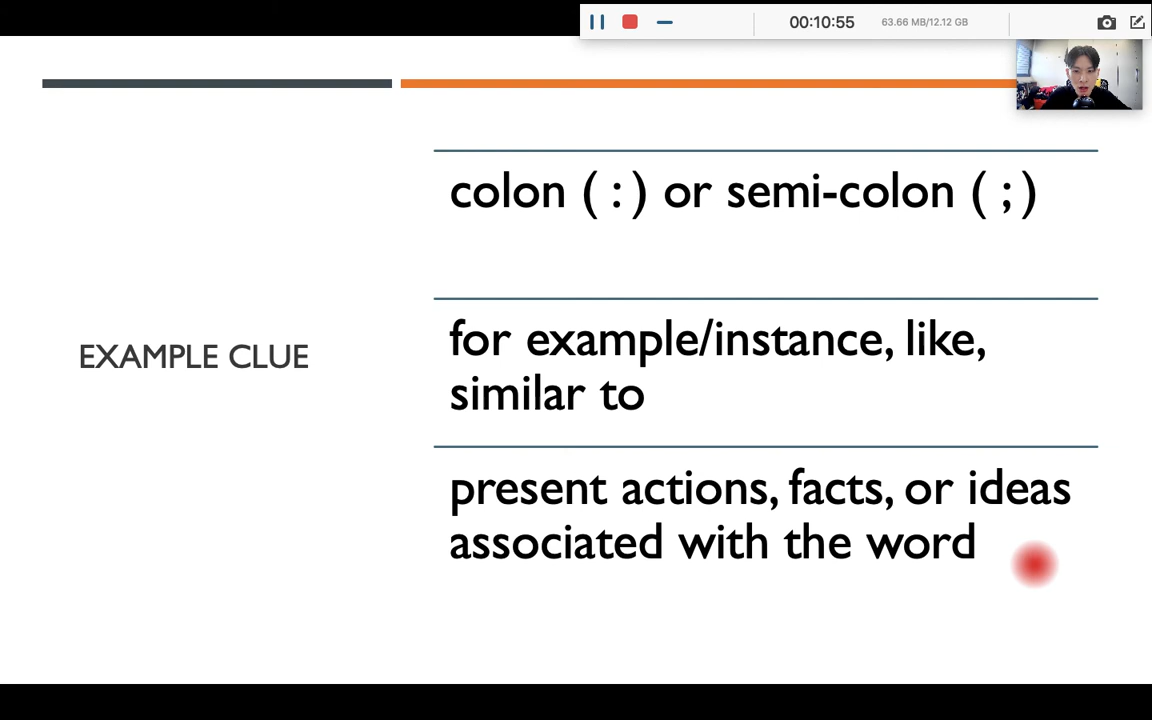 00:10:55
63.66 MB/12.12 GB
EXAMPLE CLUE
colon ( : ) or semi-colon ( ; )
for example/instance, like,
similar to
present actions, facts, or ideas
associated with the word